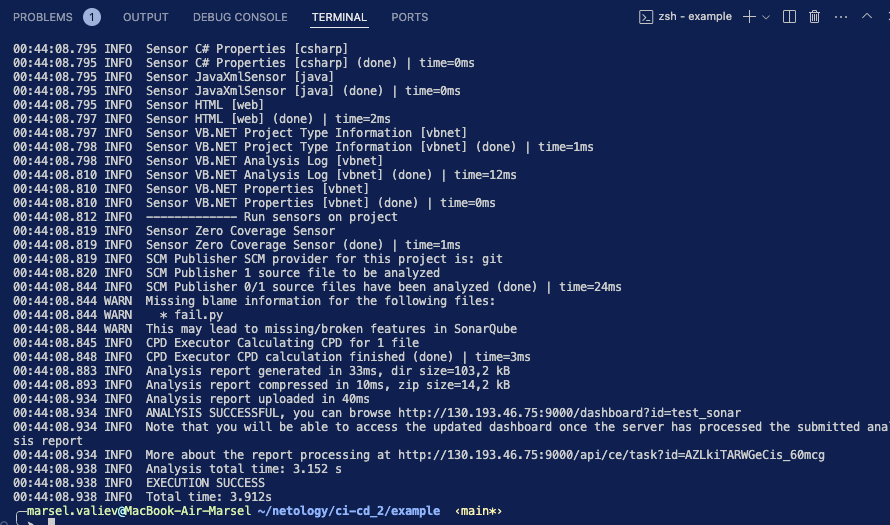 PROBLEMS 1 OUTPUT DEBUG CONSOLE TERMINAL PORTS zsh - example
00:44:08.795 INFO  Sensor C# Properties [csharp]
00:44:08.795 INFO  Sensor C# Properties [csharp] (done) | time=0ms
00:44:08.795 INFO  Sensor JavaXmlSensor [java]
00:44:08.795 INFO  Sensor JavaXmlSensor [java] (done) | time=0ms
00:44:08.795 INFO  Sensor HTML [web]
00:44:08.797 INFO  Sensor HTML [web] (done) | time=2ms
00:44:08.797 INFO  Sensor VB.NET Project Type Information [vbnet]
00:44:08.798 INFO  Sensor VB.NET Project Type Information [vbnet] (done) | time=1ms
00:44:08.798 INFO  Sensor VB.NET Analysis Log [vbnet]
00:44:08.810 INFO  Sensor VB.NET Analysis Log [vbnet] (done) | time=12ms
00:44:08.810 INFO  Sensor VB.NET Properties [vbnet]
00:44:08.810 INFO  Sensor VB.NET Properties [vbnet] (done) | time=0ms
00:44:08.812 INFO  ------------- Run sensors on project
00:44:08.819 INFO  Sensor Zero Coverage Sensor
00:44:08.819 INFO  Sensor Zero Coverage Sensor (done) | time=1ms
00:44:08.819 INFO  SCM Publisher SCM provider for this project is: git
00:44:08.820 INFO  SCM Publisher 1 source file to be analyzed
00:44:08.844 INFO  SCM Publisher 0/1 source files have been analyzed (done) | time=24ms
00:44:08.844 WARN  Missing blame information for the following files:
00:44:08.844 WARN    * fail.py
00:44:08.844 WARN  This may lead to missing/broken features in SonarQube
00:44:08.845 INFO  CPD Executor Calculating CPD for 1 file
00:44:08.848 INFO  CPD Executor CPD calculation finished (done) | time=3ms
00:44:08.883 INFO  Analysis report generated in 33ms, dir size=103,2 kB
00:44:08.893 INFO  Analysis report compressed in 10ms, zip size=14,2 kB
00:44:08.934 INFO  Analysis report uploaded in 40ms
00:44:08.934 INFO  ANALYSIS SUCCESSFUL, you can browse http://130.193.46.75:9000/dashboard?id=test_sonar
00:44:08.934 INFO  Note that you will be able to access the updated dashboard once the server has processed the submitted analy
sis report
00:44:08.934 INFO  More about the report processing at http://130.193.46.75:9000/api/ce/task?id=AZLkiTARWGeCis_60mcg
00:44:08.938 INFO  Analysis total time: 3.152 s
00:44:08.938 INFO  EXECUTION SUCCESS
00:44:08.938 INFO  Total time: 3.912s
marsel.valiev@MacBook-Air-Marsel ~/netology/ci-cd_2/example ‹main*›